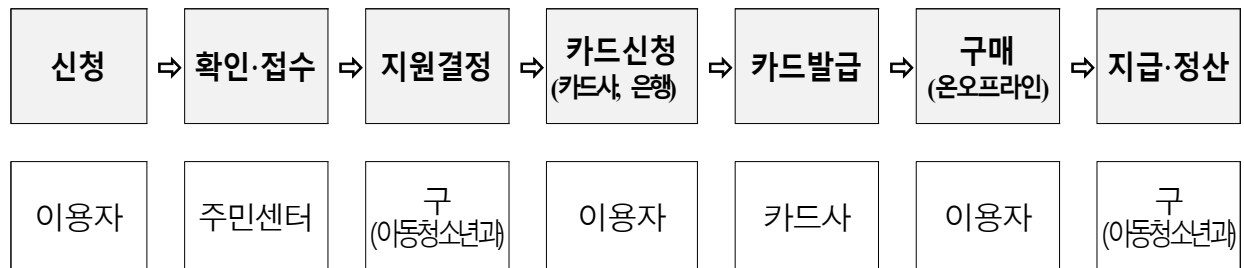 신청 ⇨ 확인·접수 ⇨ 지원결정 ⇨ 카드신청 ⇨ 카드발급 ⇨ 구매 ⇨ 지급·정산
(카드사, 은행) (온오프라인)
이용자 주민센터 구 이용자 카드사 이용자 구
(아동청소년과) (아동청소년과)